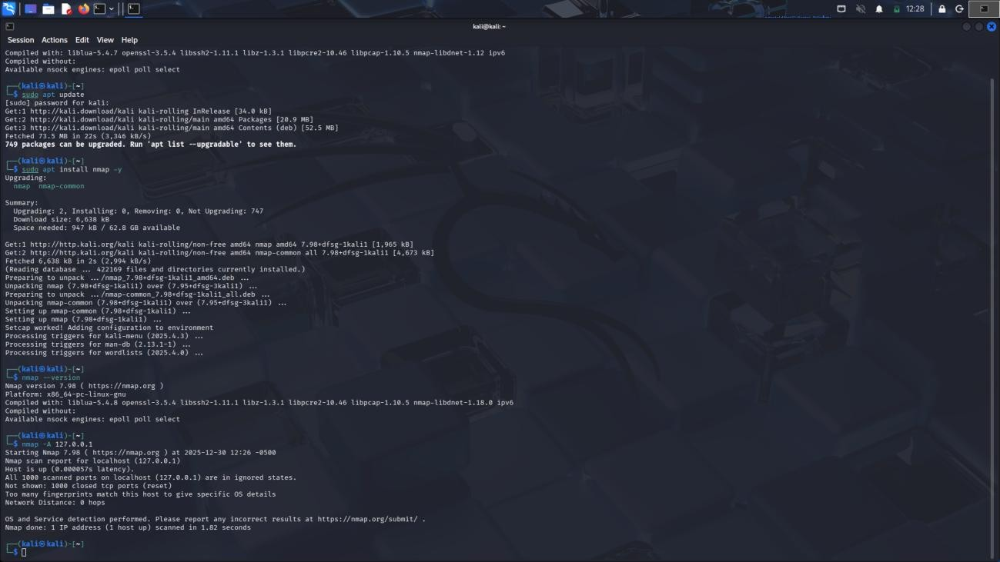 12:28
kali@kali: ~
Session Actions Edit View Help
Compiled with: liblua-5.4.7 openssl-3.5.4 libssh2-1.11.1 libz-1.3.1 libpcre2-10.46 libpcap-1.10.5 nmap-libdnet-1.12 ipv6
Compiled without:
Available nsock engines: epoll poll select
┌──(kali㉿kali)-[~]
└─$ sudo apt update
[sudo] password for kali:
Get:1 http://kali.download/kali kali-rolling InRelease [34.0 kB]
Get:2 http://kali.download/kali kali-rolling/main amd64 Packages [20.9 MB]
Get:3 http://kali.download/kali kali-rolling/main amd64 Contents (deb) [52.5 MB]
Fetched 73.5 MB in 22s (3,346 kB/s)
749 packages can be upgraded. Run 'apt list --upgradable' to see them.
┌──(kali㉿kali)-[~]
└─$ sudo apt install nmap -y
Upgrading:
nmap nmap-common
Summary:
Upgrading: 2, Installing: 0, Removing: 0, Not Upgrading: 747
Download size: 6,638 kB
Space needed: 947 kB / 62.8 GB available
Get:1 http://http.kali.org/kali kali-rolling/non-free amd64 nmap amd64 7.98+dfsg-1kali1 [1,965 kB]
Get:2 http://http.kali.org/kali kali-rolling/non-free amd64 nmap-common all 7.98+dfsg-1kali1 [4,673 kB]
Fetched 6,638 kB in 2s (2,994 kB/s)
(Reading database ... 422169 files and directories currently installed.)
Preparing to unpack .../nmap_7.98+dfsg-1kali1_amd64.deb ...
Unpacking nmap (7.98+dfsg-1kali1) over (7.95+dfsg-3kali1) ...
Preparing to unpack .../nmap-common_7.98+dfsg-1kali1_all.deb ...
Unpacking nmap-common (7.98+dfsg-1kali1) over (7.95+dfsg-3kali1) ...
Setting up nmap-common (7.98+dfsg-1kali1) ...
Setting up nmap (7.98+dfsg-1kali1) ...
Setcap worked! Adding configuration to environment
Processing triggers for kali-menu (2025.4.3) ...
Processing triggers for man-db (2.13.1-1) ...
Processing triggers for wordlists (2025.4.0) ...
┌──(kali㉿kali)-[~]
└─$ nmap --version
Nmap version 7.98 ( https://nmap.org )
Platform: x86_64-pc-linux-gnu
Compiled with: liblua-5.4.8 openssl-3.5.4 libssh2-1.11.1 libz-1.3.1 libpcre2-10.46 libpcap-1.10.5 nmap-libdnet-1.18.0 ipv6
Compiled without:
Available nsock engines: epoll poll select
┌──(kali㉿kali)-[~]
└─$ nmap -A 127.0.0.1
Starting Nmap 7.98 ( https://nmap.org ) at 2025-12-30 12:26 -0500
Nmap scan report for localhost (127.0.0.1)
Host is up (0.000057s latency).
All 1000 scanned ports on localhost (127.0.0.1) are in ignored states.
Not shown: 1000 closed tcp ports (reset)
Too many fingerprints match this host to give specific OS details
Network Distance: 0 hops
OS and Service detection performed. Please report any incorrect results at https://nmap.org/submit/ .
Nmap done: 1 IP address (1 host up) scanned in 1.82 seconds
┌──(kali㉿kali)-[~]
└─$